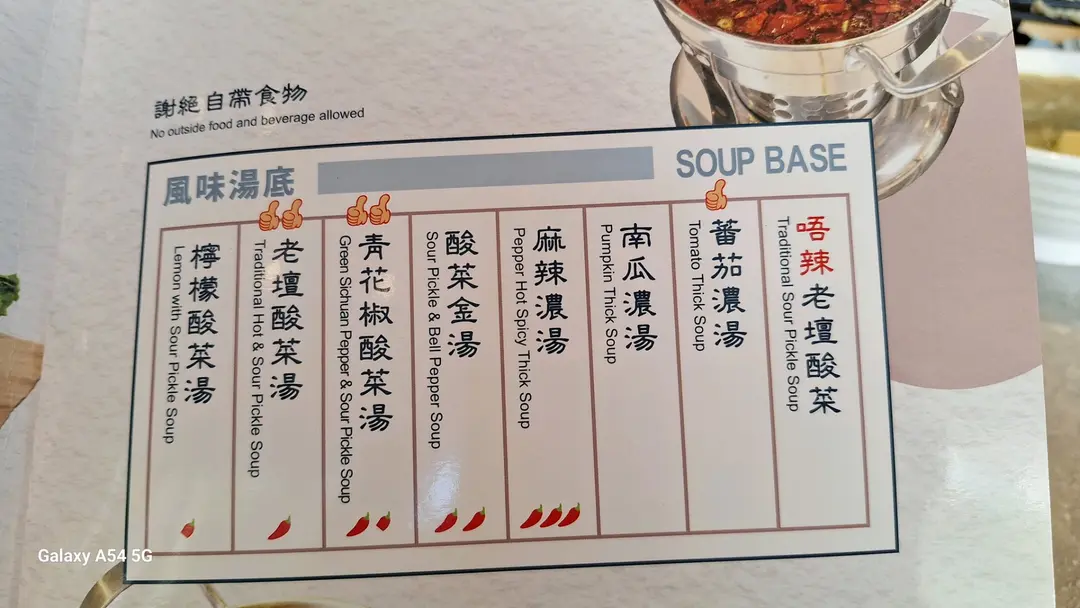 謝絕自帶食物
No outside food and beverage allowed
風味湯底
SOUP BASE
唔辣老壇酸菜
Traditional Sour Pickle Soup
蕃茄濃湯
Tomato Thick Soup
南瓜濃湯
Pumpkin Thick Soup
麻辣濃湯
Pepper Hot Spicy Thick Soup
酸菜金湯
Sour Pickle & Bell Pepper Soup
青花椒酸菜湯
Green Sichuan Pepper & Sour Pickle Soup
老壇酸菜湯
Traditional Hot & Sour Pickle Soup
檸檬酸菜湯
Lemon with Sour Pickle Soup
Galaxy A54 5G